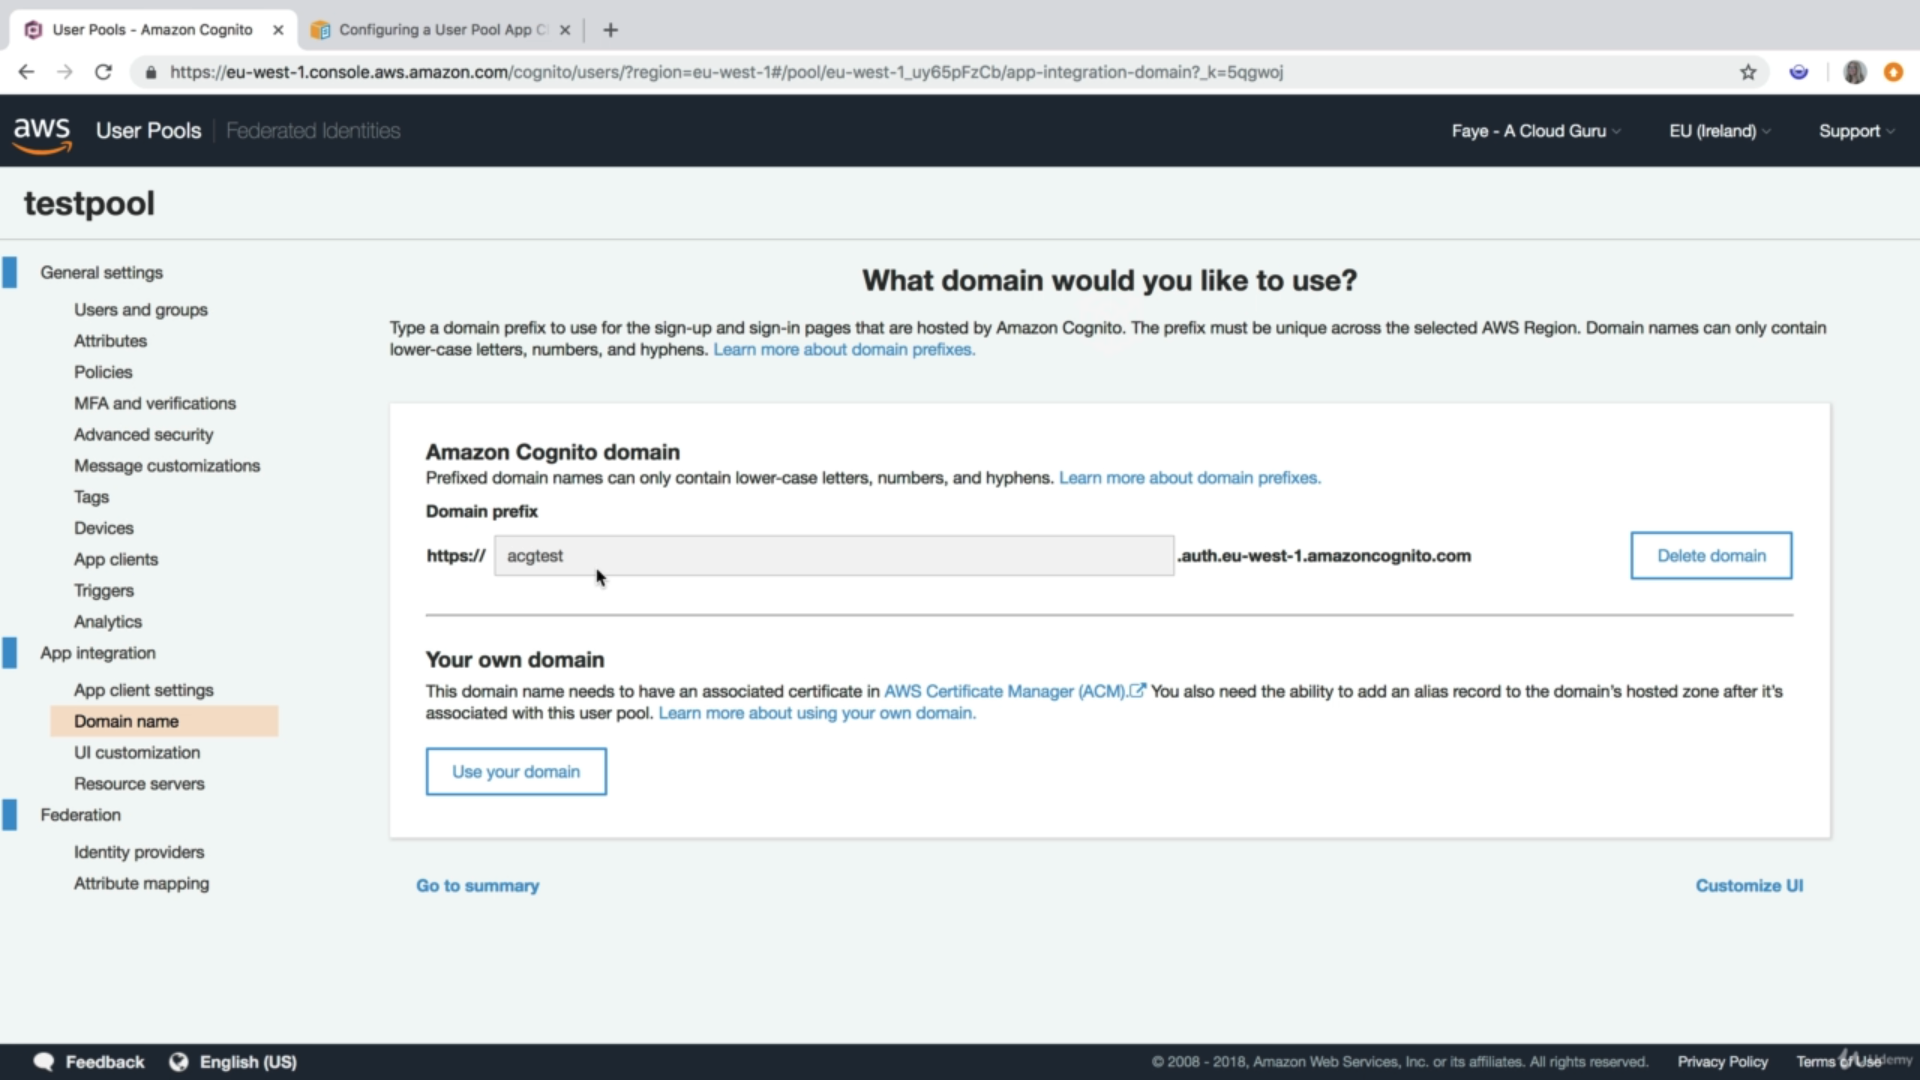 User Pools - Amazon Cognito
Configuring a User Pool App C
https://eu-west-1.console.aws.amazon.com/cognito/users/?region=eu-west-1#/pool/eu-west-1_uy65pFzCb/app-integration-domain?_k=5qgwoj
aws User Pools Federated Identities Faye - A Cloud Guru EU (Ireland) Support
testpool
General settings
Users and groups
Attributes
Policies
MFA and verifications
Advanced security
Message customizations
Tags
Devices
App clients
Triggers
Analytics
App integration
App client settings
Domain name
UI customization
Resource servers
Federation
Identity providers
Attribute mapping
What domain would you like to use?
Type a domain prefix to use for the sign-up and sign-in pages that are hosted by Amazon Cognito. The prefix must be unique across the selected AWS Region. Domain names can only contain
lower-case letters, numbers, and hyphens. Learn more about domain prefixes.
Amazon Cognito domain
Prefixed domain names can only contain lower-case letters, numbers, and hyphens. Learn more about domain prefixes.
Domain prefix
https:// acgtest .auth.eu-west-1.amazoncognito.com Delete domain
Your own domain
This domain name needs to have an associated certificate in AWS Certificate Manager (ACM). You also need the ability to add an alias record to the domain's hosted zone after it's
associated with this user pool. Learn more about using your own domain.
Use your domain
Go to summary Customize UI
Feedback English (US) © 2008 - 2018, Amazon Web Services, Inc. or its affiliates. All rights reserved. Privacy Policy Terms of Use